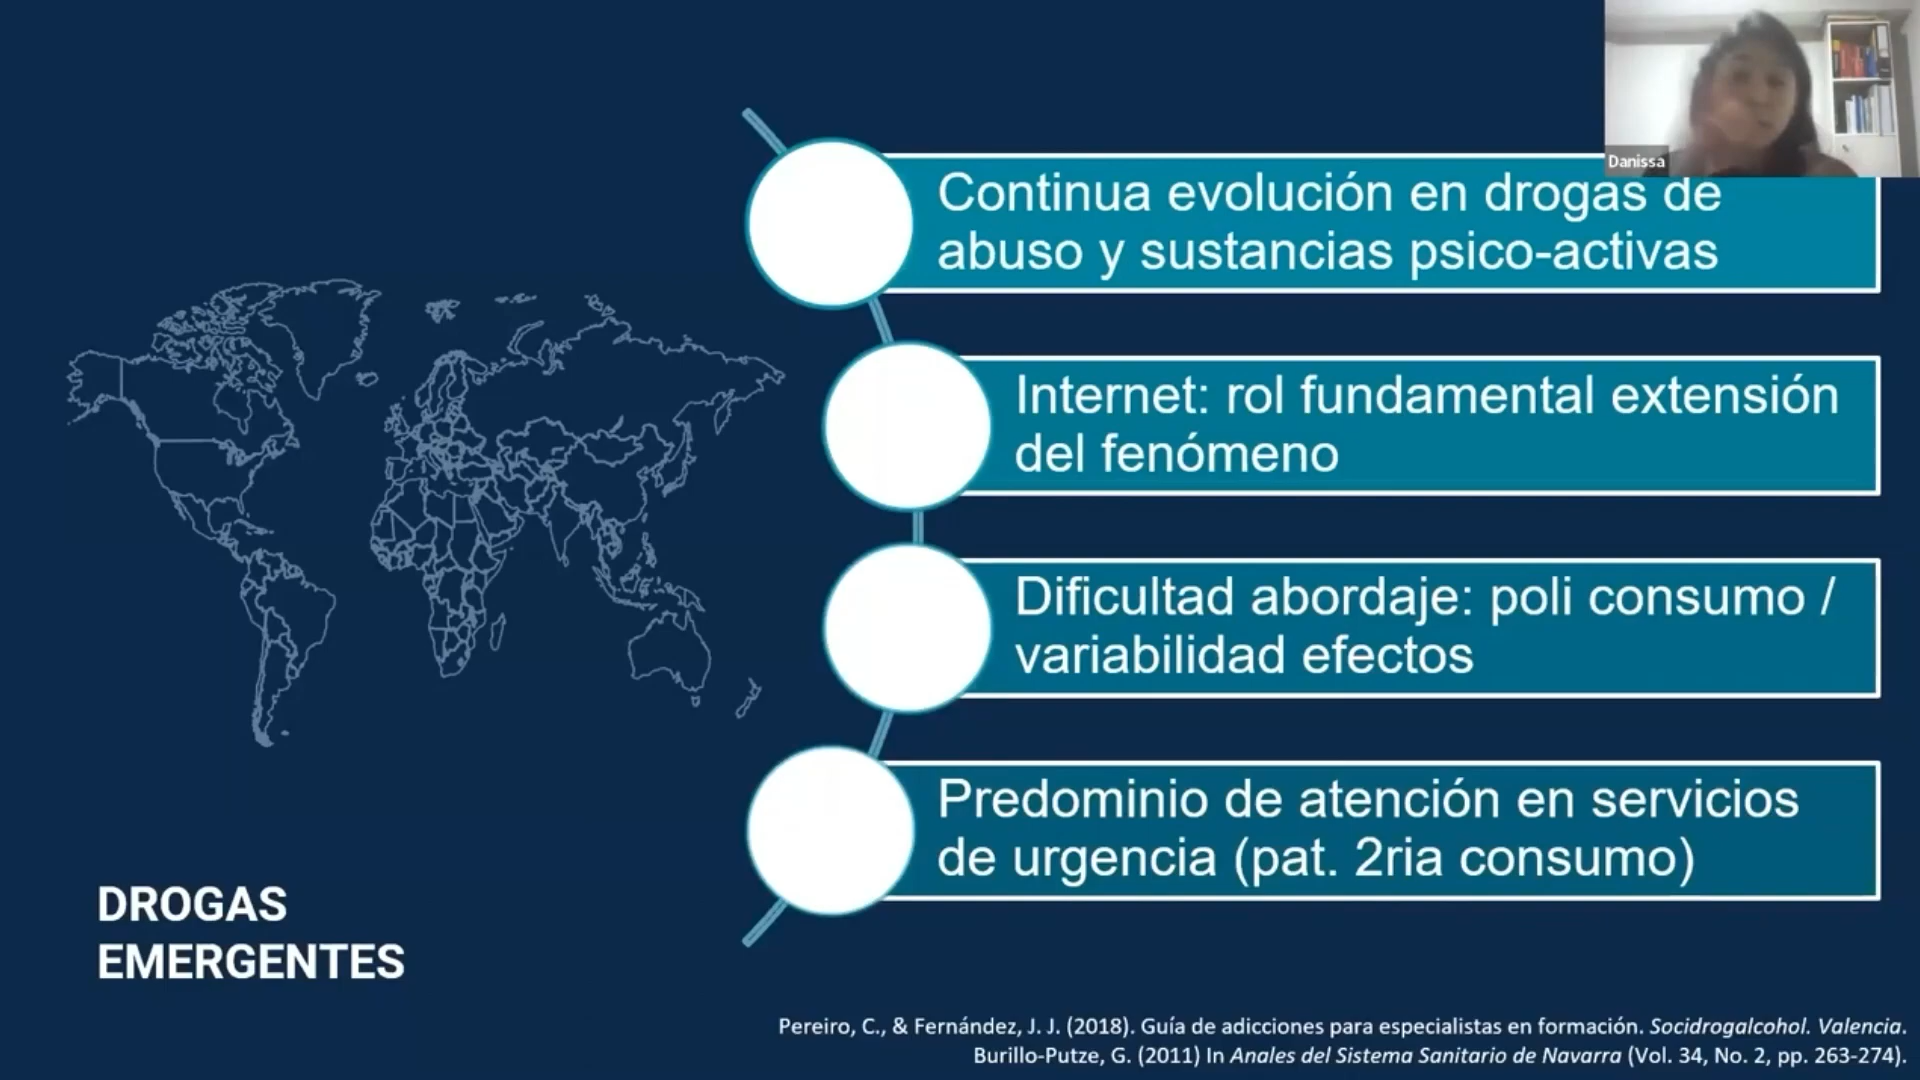 Danissa
Continua evolución en drogas de
abuso y sustancias psico-activas
Internet: rol fundamental extensión
del fenómeno
Dificultad abordaje: poli consumo /
variabilidad efectos
Predominio de atención en servicios
de urgencia (pat. 2ria consumo)
DROGAS
EMERGENTES
Pereiro, C., & Fernández, J. J. (2018). Guía de adicciones para especialistas en formación. Socidrogalcohol. Valencia.
Burillo-Putze, G. (2011) In Anales del Sistema Sanitario de Navarra (Vol. 34, No. 2, pp. 263-274).